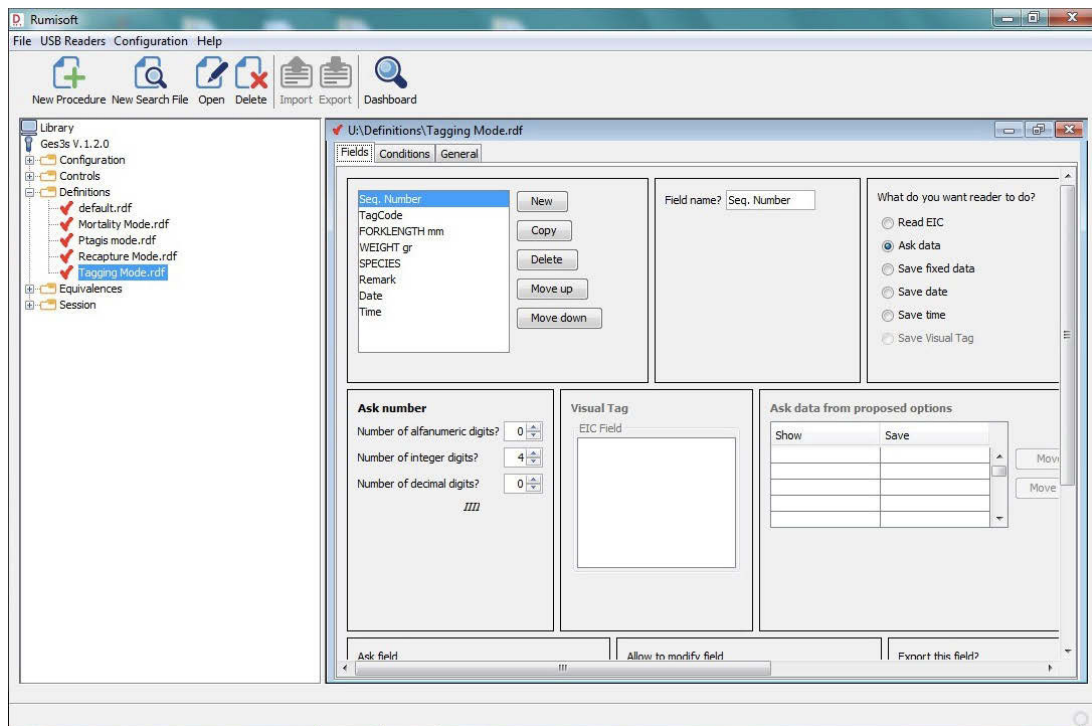 Rumisoft
File USB Readers Configuration Help
New Procedure New Search File Open Delete Import Export Dashboard
Library
Ges3s V.1.2.0
Configuration
Controls
Definitions
default.rdf
Mortality Mode.rdf
Ptagis mode.rdf
Recapture Mode.rdf
Tagging Mode.rdf
Equivalences
Session
U:\Definitions\Tagging Mode.rdf
Fields Conditions General
Seq. Number
TagCode
FORKLENGTH mm
WEIGHT gr
SPECIES
Remark
Date
Time
New
Copy
Delete
Move up
Move down
Field name? Seq. Number
What do you want reader to do?
Read EIC
Ask data
Save fixed data
Save date
Save time
Save Visual Tag
Ask number
Number of alfanumeric digits? 0
Number of integer digits? 4
Number of decimal digits? 0
IIII
Visual Tag
EIC Field
Ask data from proposed options
Show Save
Move
Move
Ask field
Allow to modify field
Export this field?